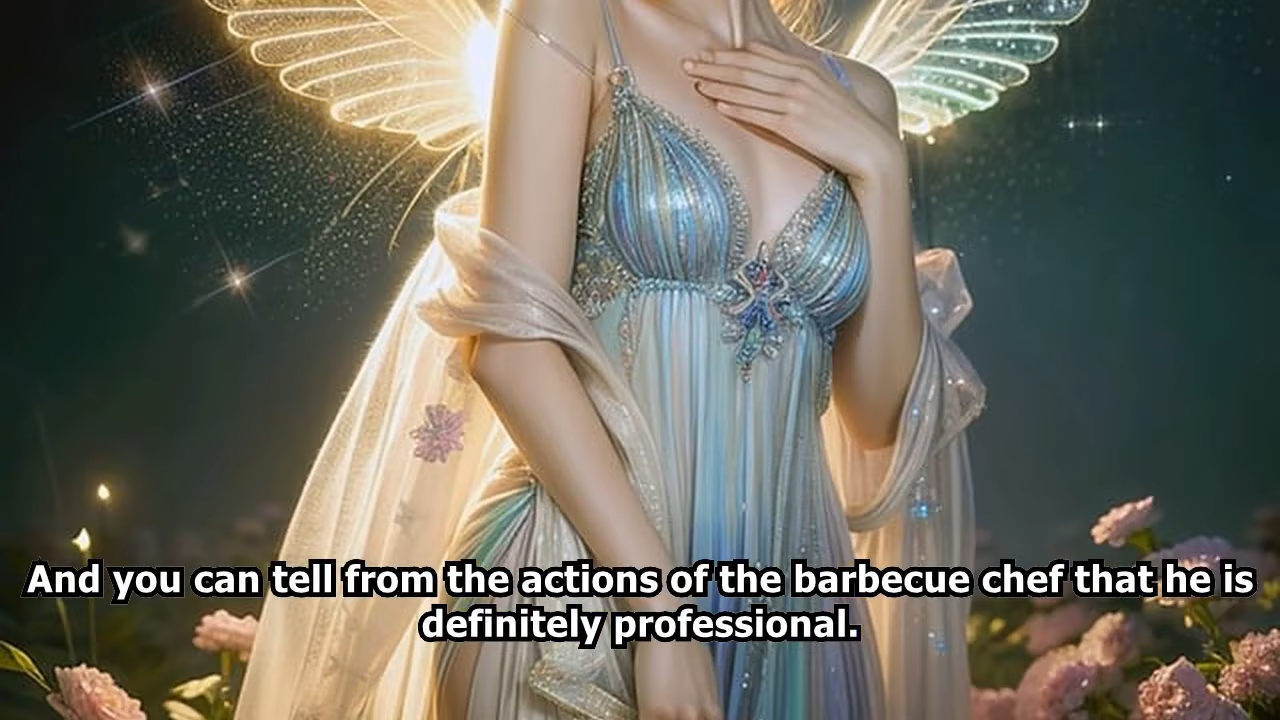 And you can tell from the actions of the barbecue chef that he is
definitely professional.